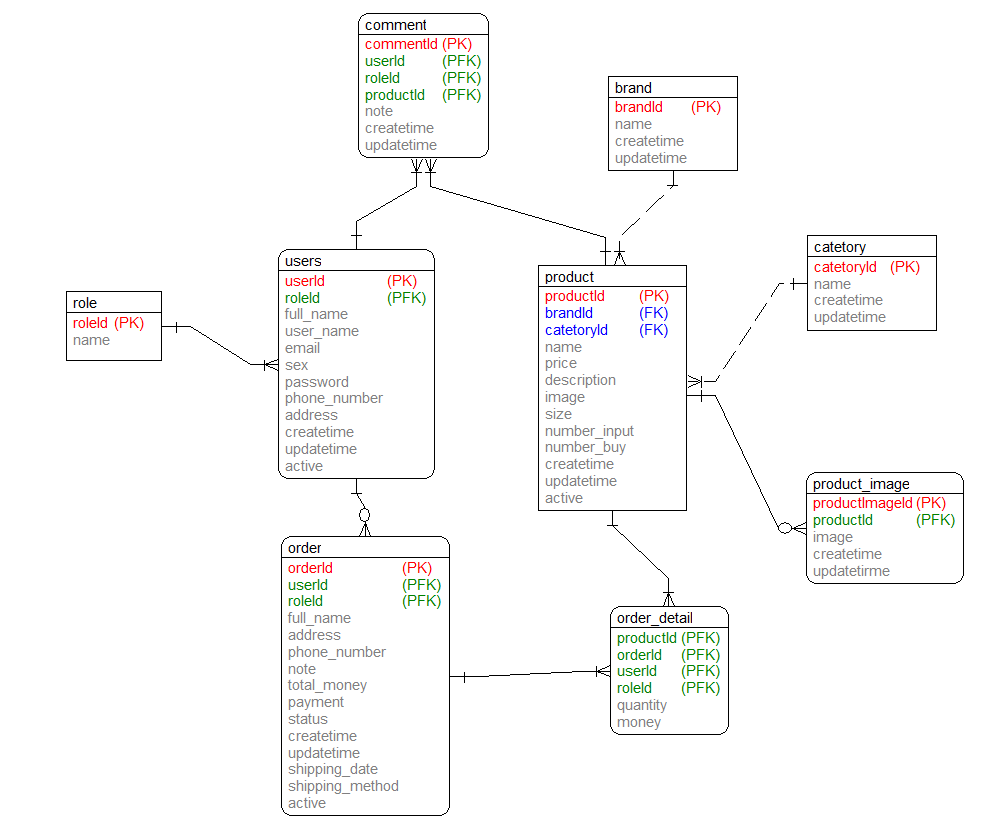 comment
commentId (PK)
userId (PFK)
roleId (PFK)
productId (PFK)
note
createtime
updatetime
brand
brandId (PK)
name
createtime
updatetime
catetory
catetoryId (PK)
name
createtime
updatetime
users
userId (PK)
roleId (PFK)
full_name
user_name
email
sex
password
phone_number
address
createtime
updatetime
active
role
roleId (PK)
name
product
productId (PK)
brandId (FK)
catetoryId (FK)
name
price
description
image
size
number_input
number_buy
createtime
updatetime
active
product_image
productImageId (PK)
productId (PFK)
image
createtime
updatetirme
order
orderId (PK)
userId (PFK)
roleId (PFK)
full_name
address
phone_number
note
total_money
payment
status
createtime
updatetime
shipping_date
shipping_method
active
order_detail
productId (PFK)
orderId (PFK)
userId (PFK)
roleId (PFK)
quantity
money